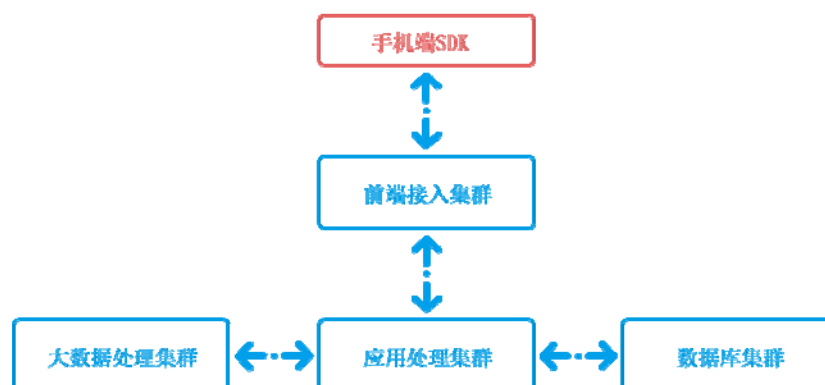 手机端SDK
前端接入集群
大数据处理集群
应用处理集群
数据库集群